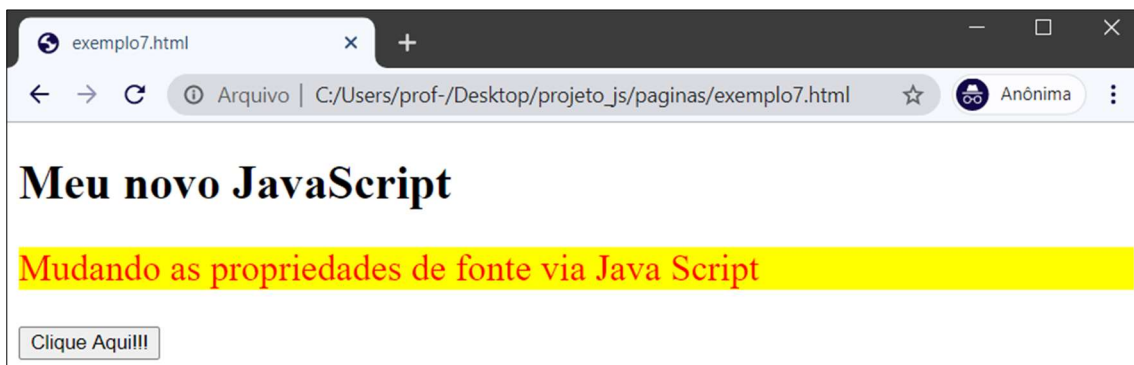 exemplo7.html
Arquivo | C:/Users/prof-/Desktop/projeto_js/paginas/exemplo7.html Anônima
Meu novo JavaScript
Mudando as propriedades de fonte via Java Script
Clique Aqui!!!